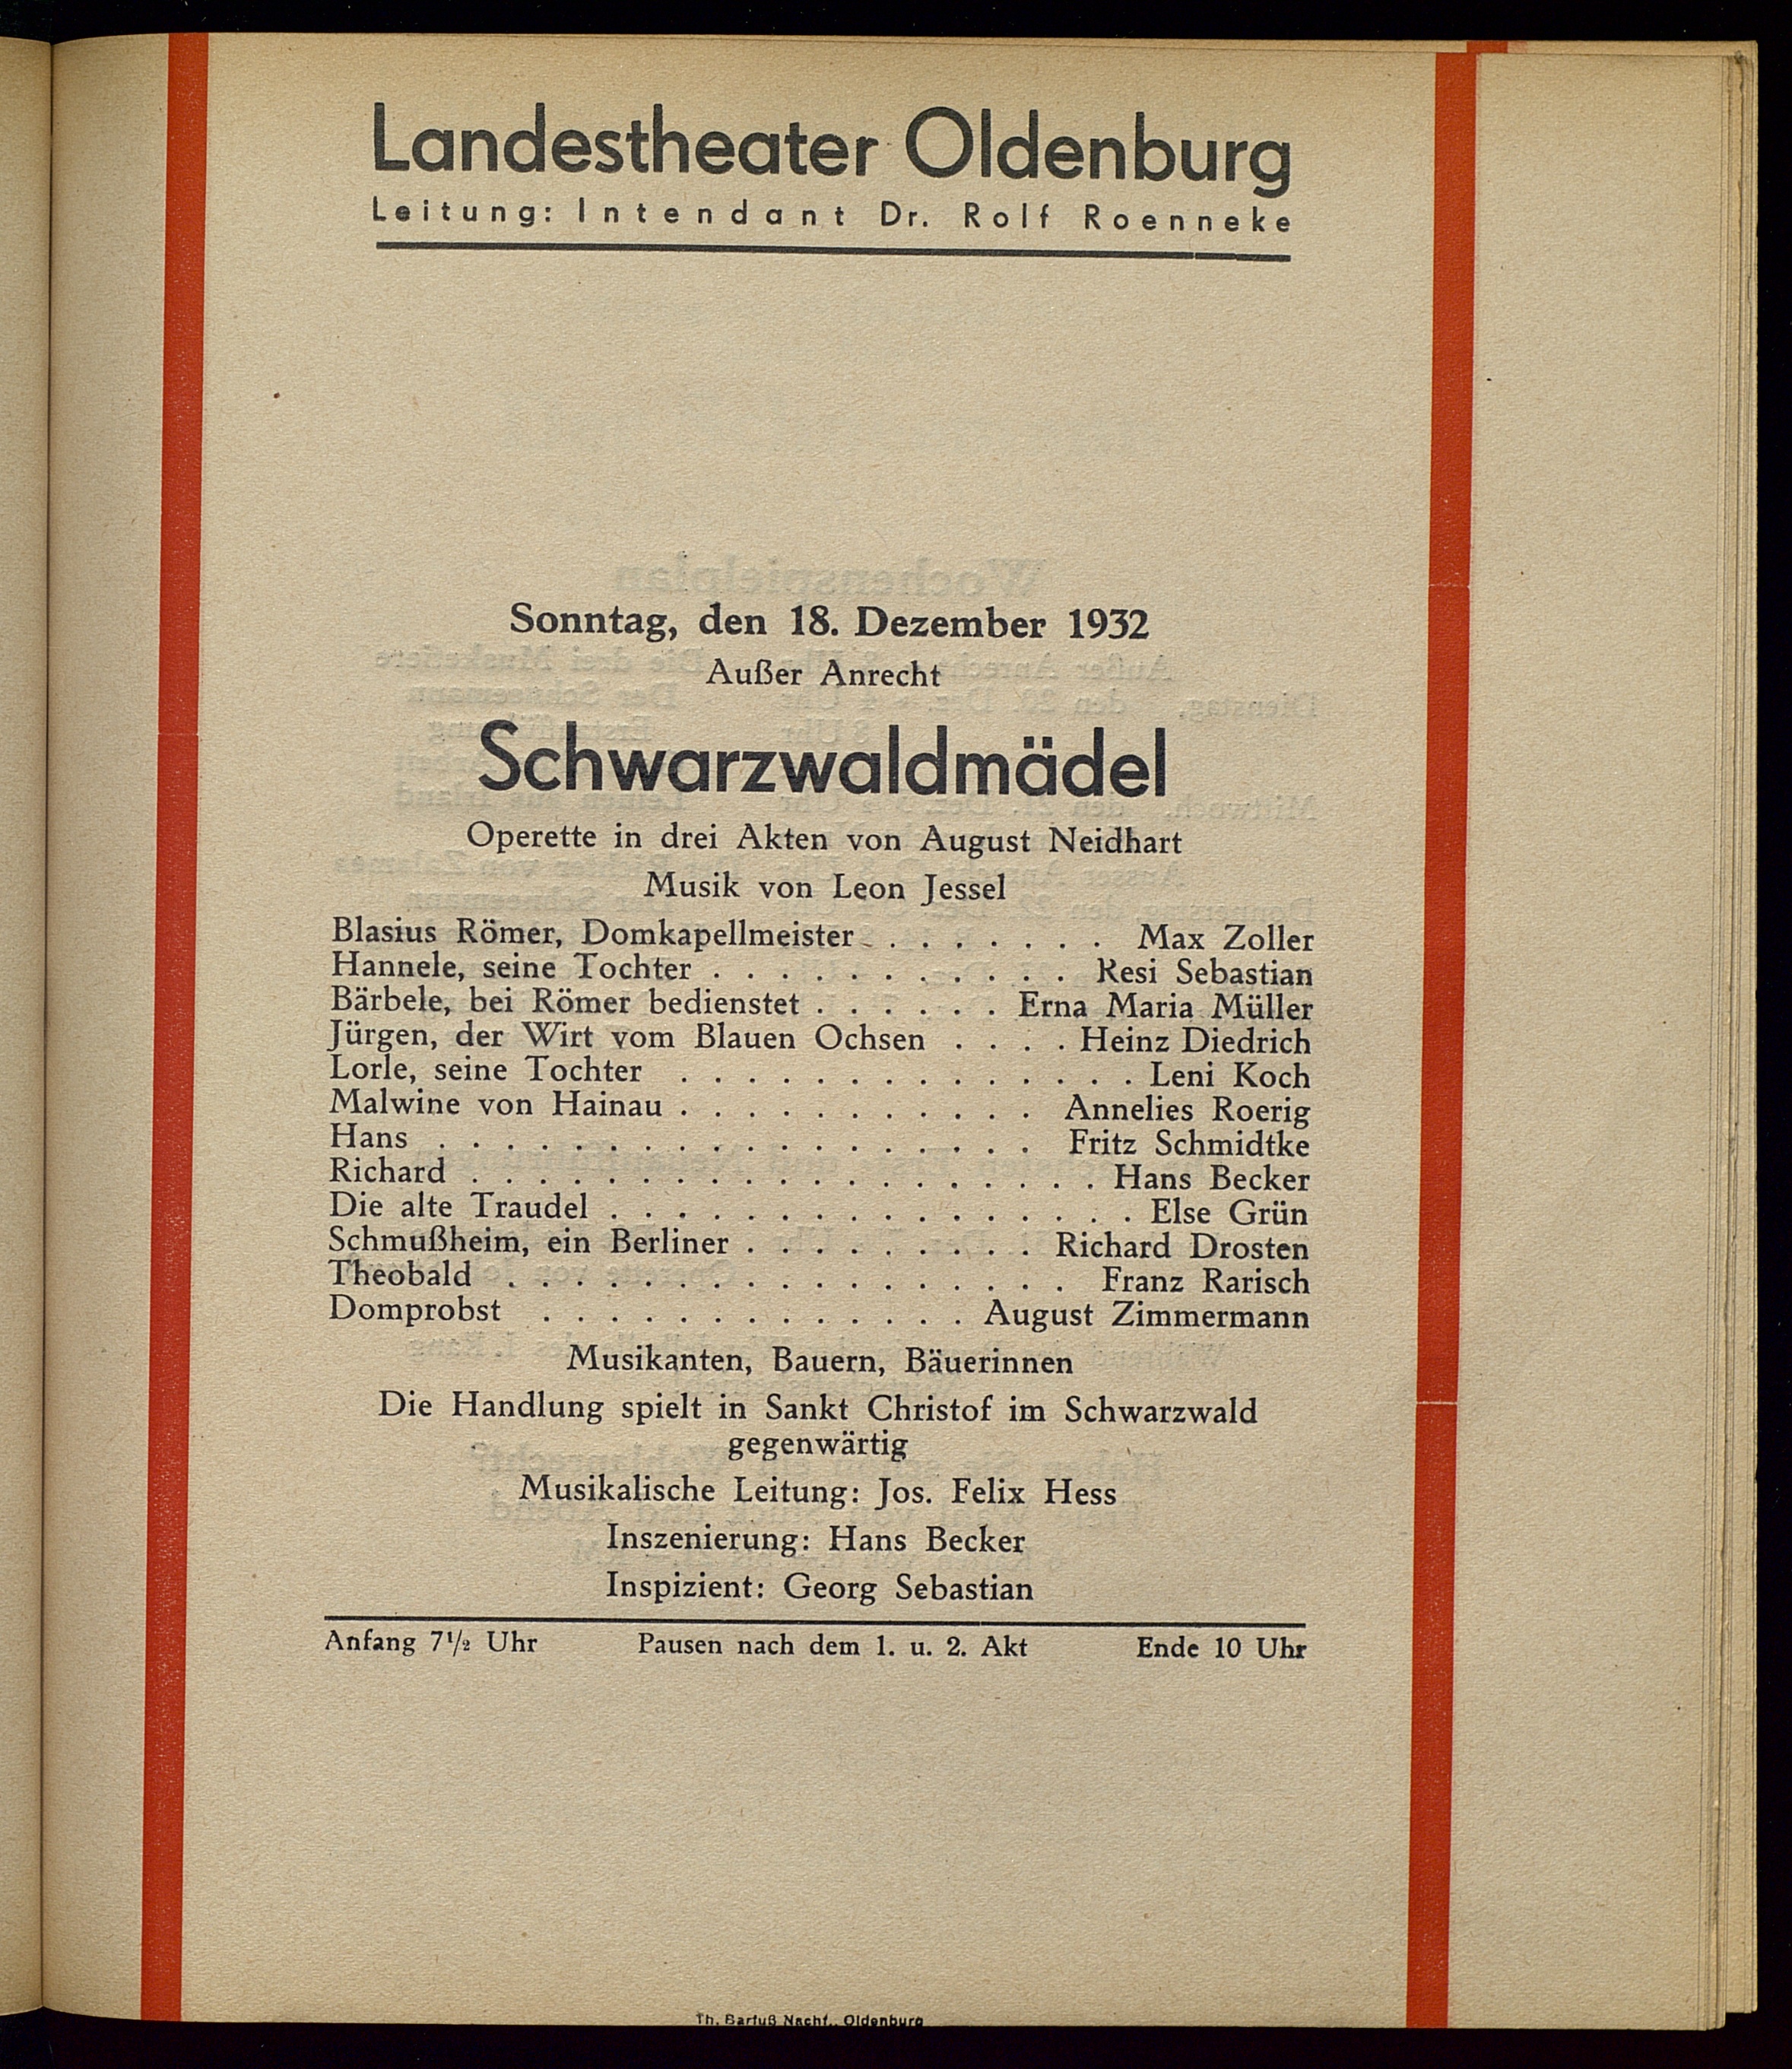 Landestheater Oldenburg
Leitung: Intendant Dr. Rolf Roenneke
Sonntag, den 18. Dezember 1932
Außer Anrecht
Schwarzwaldmädel
Operette in drei Akten von August Neidhart
Musik von Leon Jessel
Blasius Römer, Domkapellmeister . . . . . . . . Max Zoller
Hannele, seine Tochter . . . . . . . . . . . Resi Sebastian
Bärbele, bei Römer bedienstet . . . . . . Erna Maria Müller
Jürgen, der Wirt vom Blauen Ochsen . . . . Heinz Diedrich
Lorle, seine Tochter . . . . . . . . . . . . . . Leni Koch
Malwine von Hainau . . . . . . . . . . . Annelies Roerig
Hans . . . . . . . . . . . . . . . . . . Fritz Schmidtke
Richard . . . . . . . . . . . . . . . . . . . Hans Becker
Die alte Traudel . . . . . . . . . . . . . . . . Else Grün
Schmußheim, ein Berliner . . . . . . . . . Richard Drosten
Theobald . . . . . . . . . . . . . . . . . Franz Rarisch
Domprobst . . . . . . . . . . . . . August Zimmermann
Musikanten, Bauern, Bäuerinnen
Die Handlung spielt in Sankt Christof im Schwarzwald
gegenwärtig
Musikalische Leitung: Jos. Felix Hess
Inszenierung: Hans Becker
Inspizient: Georg Sebastian
Anfang 7½ Uhr Pausen nach dem 1. u. 2. Akt Ende 10 Uhr
Th. Barfuß Nachf., Oldenburg